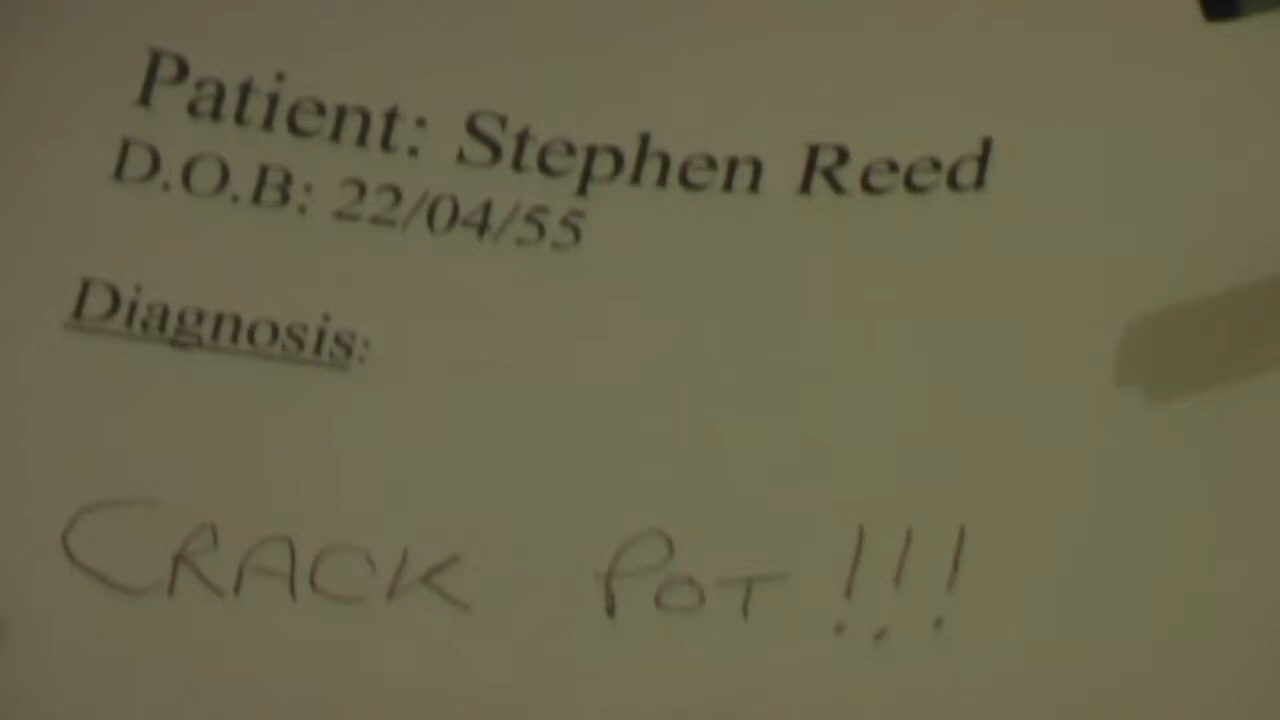 Patient: Stephen Reed
D.O.B: 22/04/55
Diagnosis:
CRACK POT!!!